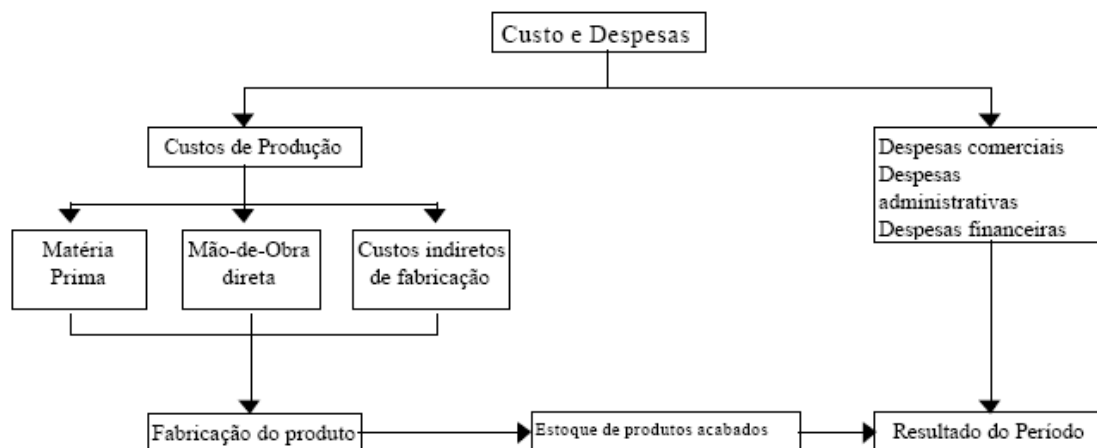 Custo e Despesas
Custos de Produção
Despesas comerciais
Despesas
administrativas
Despesas financeiras
Matéria
Prima
Mão-de-Obra
direta
Custos indiretos
de fabricação
Fabricação do produto
Estoque de produtos acabados
Resultado do Período